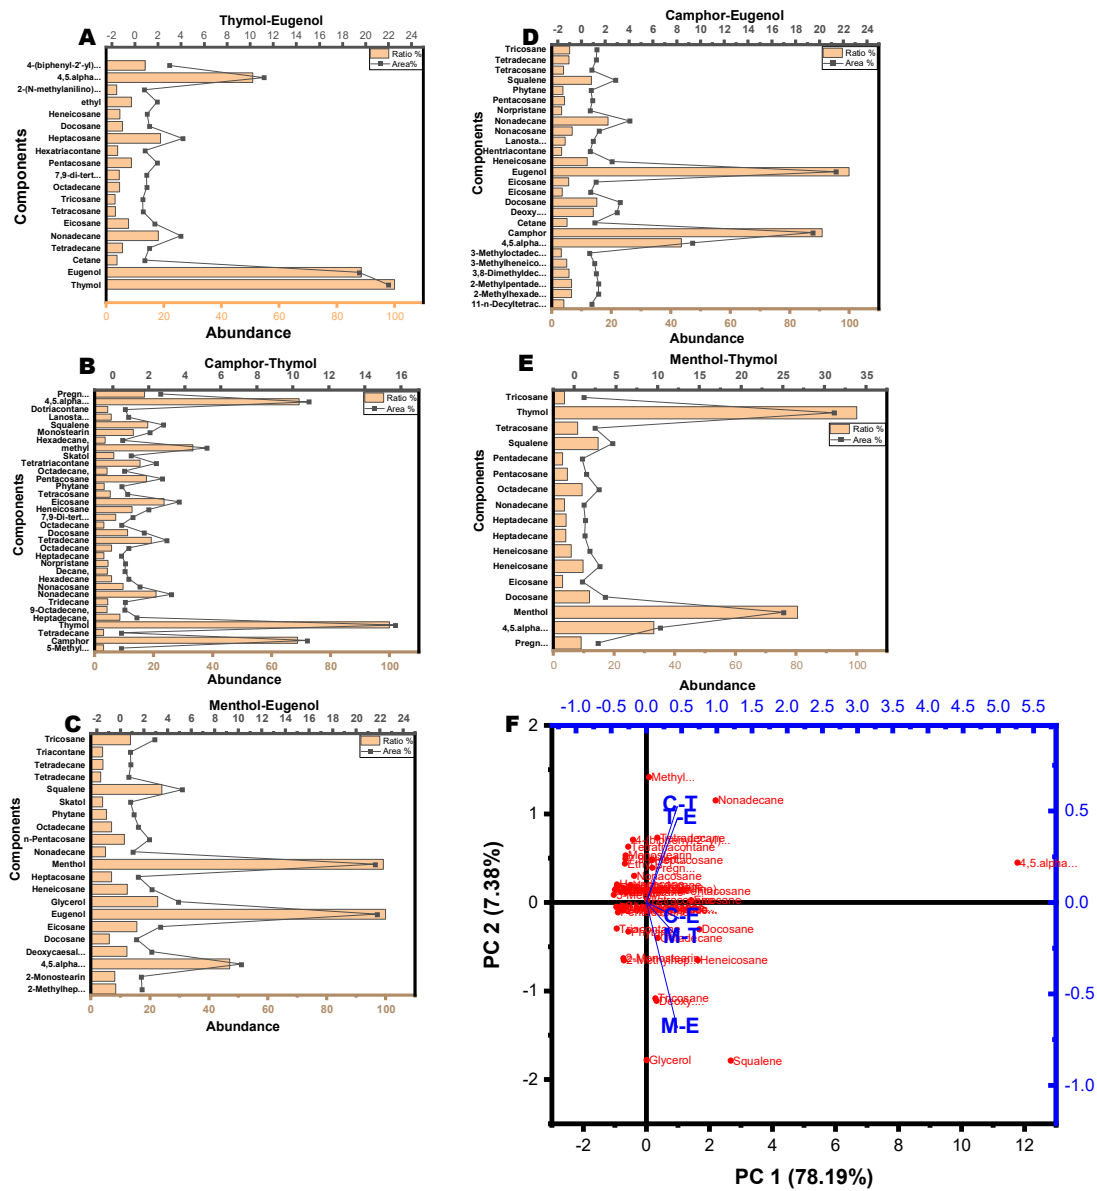 A
Thymol-Eugenol
-2 0 2 4 6 8 10 12 14 16 18 20 22 24
Ratio %
Area%
Components
4-(biphenyl-2'-yl)...
4,5.alpha...
2-(N-methylanilino)...
ethyl
Heneicosane
Docosane
Heptacosane
Hexatriacontane
Pentacosane
7,9-di-tert...
Octadecane
Tricosane
Tetracosane
Eicosane
Nonadecane
Tetradecane
Cetane
Eugenol
Thymol
0 20 40 60 80 100
Abundance
D
Camphor-Eugenol
-2 0 2 4 6 8 10 12 14 16 18 20 22 24
Ratio %
Area %
Components
Tricosane
Tetradecane
Tetracosane
Squalene
Phytane
Pentacosane
Norpristane
Nonadecane
Nonacosane
Lanosta...
Hentriacontane
Heneicosane
Eugenol
Eicosane
Eicosane
Docosane
Deoxy....
Cetane
Camphor
4,5.alpha...
3-Methyloctadec...
3-Methylheneico...
3,8-Dimethyldec...
2-Methylpentade...
2-Methylhexade...
11-n-Decyltetrac...
0 20 40 60 80 100
Abundance
B
Camphor-Thymol
0 2 4 6 8 10 12 14 16
Ratio %
Area %
Components
Pregn...
4,5.alpha...
Dotriacontane
Lanosta...
Squalene
Monostearin
Hexadecane,
methyl
Skatol
Tetratriacontane
Octadecane,
Pentacosane
Phytane
Tetracosane
Eicosane
Heneicosane
7,9-Di-tert...
Octadecane
Docosane
Tetradecane
Octadecane
Heptadecane
Norpristane
Decane,
Hexadecane
Nonacosane
Nonadecane
Tridecane
9-Octadecene,
Heptadecane,
Thymol
Tetradecane
Camphor
5-Methyl...
0 20 40 60 80 100
Abundance
E
Menthol-Thymol
0 5 10 15 20 25 30 35
Ratio %
Area %
Components
Tricosane
Thymol
Tetracosane
Squalene
Pentadecane
Pentacosane
Octadecane
Nonadecane
Heptadecane
Heptadecane
Heneicosane
Heneicosane
Eicosane
Docosane
Menthol
4,5.alpha...
Pregn...
0 20 40 60 80 100
Abundance
C
Menthol-Eugenol
-2 0 2 4 6 8 10 12 14 16 18 20 22 24
Ratio %
Area %
Components
Tricosane
Triacontane
Tetradecane
Tetradecane
Squalene
Skatol
Phytane
Octadecane
n-Pentacosane
Nonadecane
Menthol
Heptacosane
Heneicosane
Glycerol
Eugenol
Eicosane
Docosane
Deoxycaesal...
4,5.alpha...
2-Monostearin
2-Methylhep...
0 20 40 60 80 100
Abundance
F
-1.0 -0.5 0.0 0.5 1.0 1.5 2.0 2.5 3.0 3.5 4.0 4.5 5.0 5.5
2
1
0
-1
-2
PC 2 (7.38%)
0.5
0.0
-0.5
-1.0
Methyl...
Nonadecane
C-T
T-E
Tetradecane
4,5.alpha...
C-E
M-T
Docosane
Heneicosane
Tricosane
Deoxy....
M-E
Glycerol
Squalene
-2 0 2 4 6 8 10 12
PC 1 (78.19%)